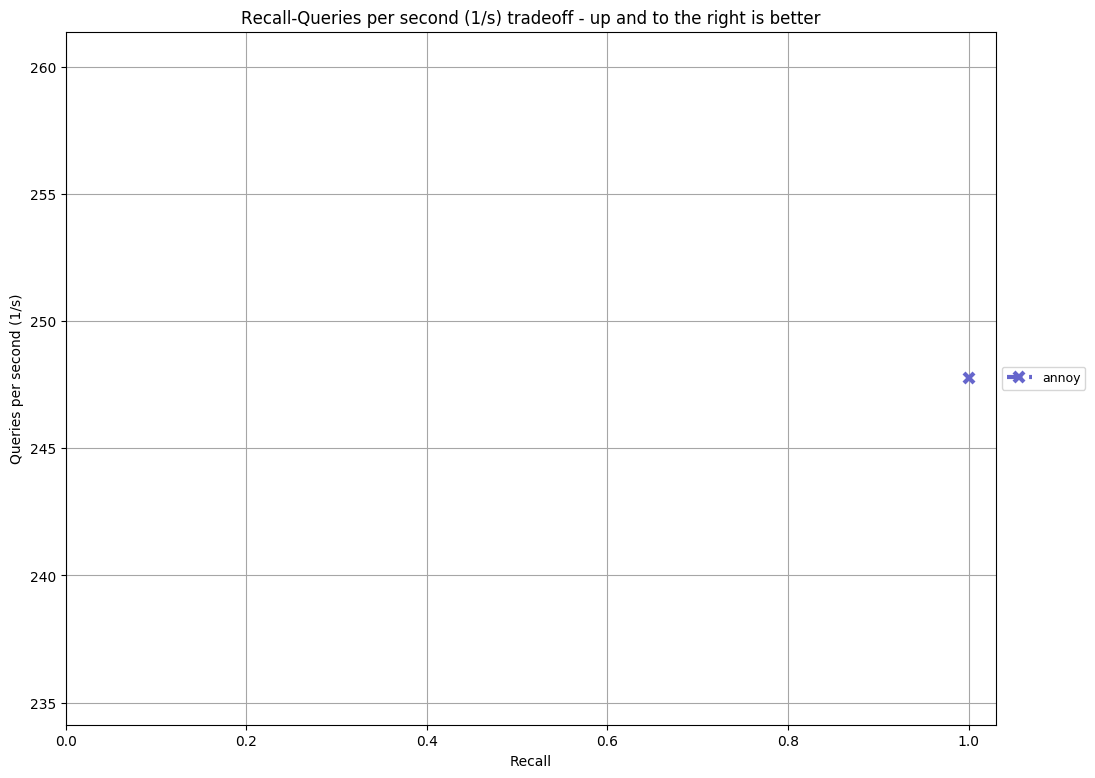 Recall-Queries per second (1/s) tradeoff - up and to the right is better
Queries per second (1/s)
260
255
250
245
240
235
0.0 0.2 0.4 0.6 0.8 1.0
Recall
annoy